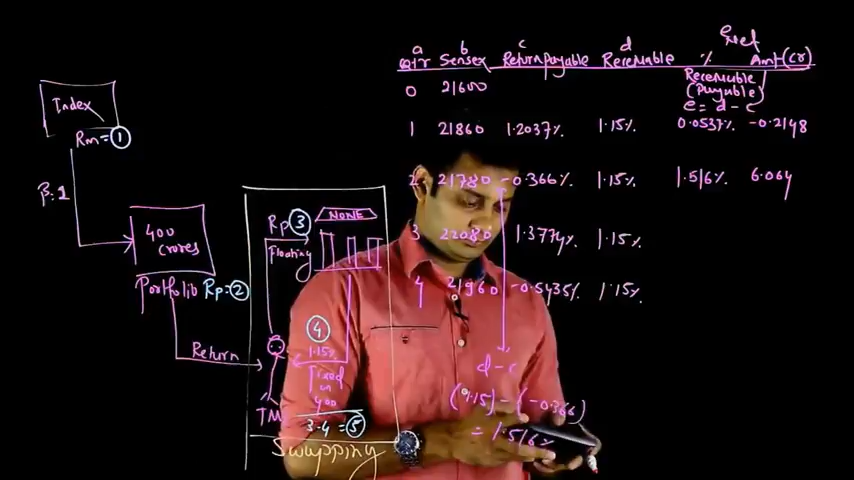 Index
Rm=①
β:1
400
crores
Portfolio Rp=②
Return
Rp③
Floating
NONE
④
1.15%
Fixed
on
400
TM
3-4=⑤
Swapping
a b c d % Amt(cr)
Qtr Sensex Return Payable Receivable
Net
Receivable
(Payable)
e=d-c
0 21600
1 21860 1.2037% 1.15% 0.0537% -0.2148
2 21780 -0.366% 1.15% 1.516% 6.064
3 22080 1.3774% 1.15%
4 21960 -0.5435% 1.15%
d-c
(1.15)-(-0.366)
=1.516%